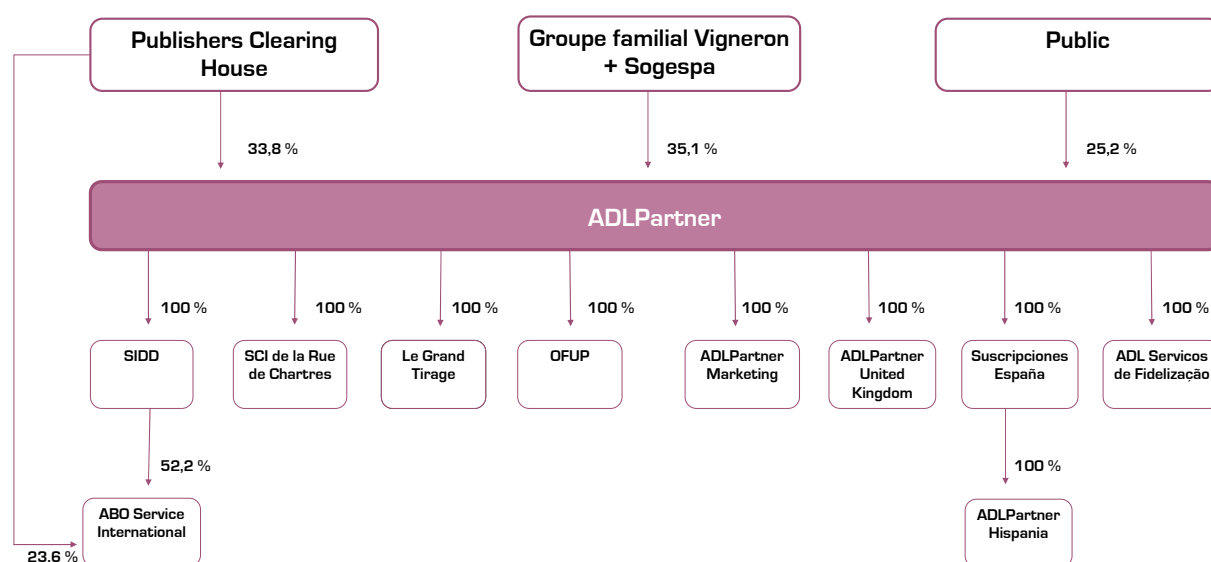 Publishers Clearing
House
Groupe familial Vigneron
+ Sogespa
Public
33,8 %
35,1 %
25,2 %
ADLPartner
100 %
100 %
100 %
100 %
100 %
100 %
100 %
100 %
SIDD
SCI de la Rue
de Chartres
Le Grand
Tirage
OFUP
ADLPartner
Marketing
ADLPartner
United
Kingdom
Suscripciones
España
ADL Servicos
de Fidelização
52,2 %
100 %
ABO Service
International
ADLPartner
Hispania
23,6 %